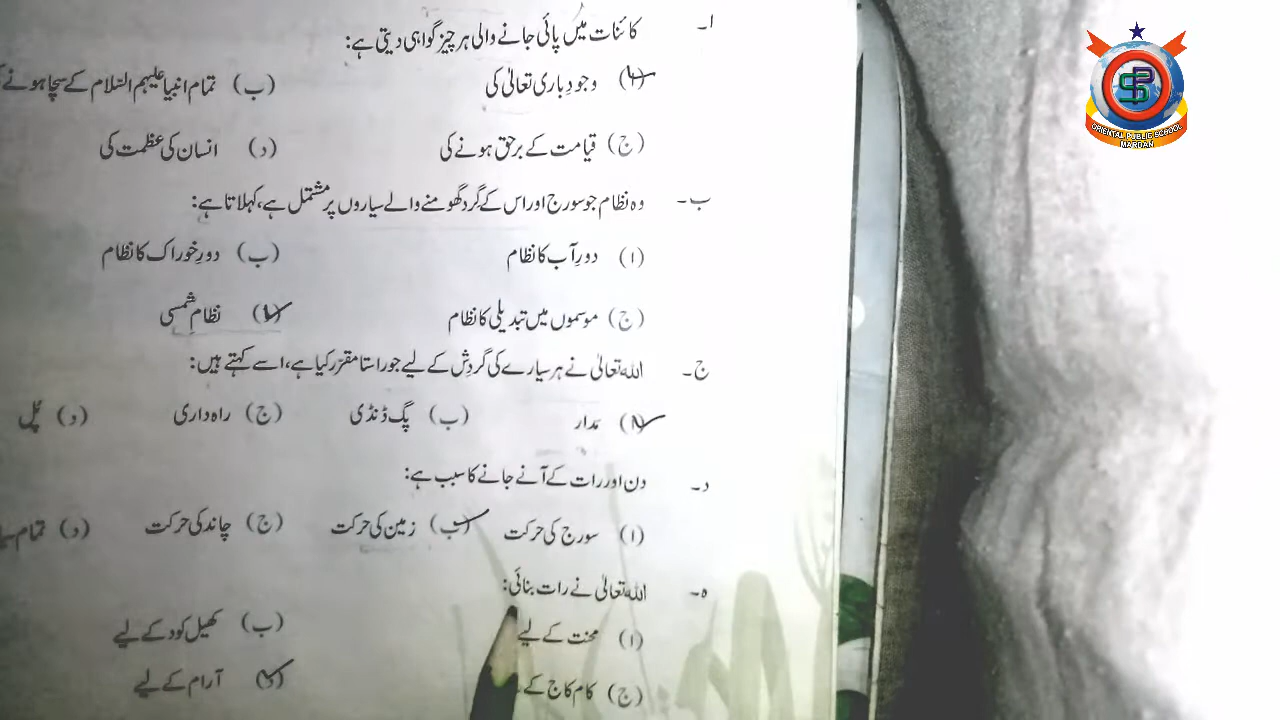 ا۔ کائنات میں پائی جانے والی ہر چیز گواہی دیتی ہے:
(ا) وجودِ باری تعالیٰ کی (ب) تمام انبیا علیہم السّلام کے سچا ہونے
(ج) قیامت کے برحق ہونے کی (د) انسان کی عظمت کی
ب۔ وہ نظام جو سورج اور اس کے گرد گھومنے والے سیاروں پر مشتمل ہے، کہلاتا ہے:
(ا) دورِ آب کا نظام (ب) دورِ خوراک کا نظام
(ج) موسموں میں تبدیلی کا نظام (د) نظامِ شمسی
ج۔ اللہ تعالیٰ نے ہر سیارے کی گردِش کے لیے جو راستا مقرّر کیا ہے، اسے کہتے ہیں:
(ا) مَدار (ب) پگ ڈنڈی (ج) راہ داری (د) پُل
د۔ دن اور رات کے آنے جانے کا سبب ہے:
(ا) سورج کی حرکت (ب) زمین کی حرکت (ج) چاند کی حرکت (د) تمام
ہ۔ اللہ تعالیٰ نے رات بنائی:
(ا) محنت کے لیے (ب) کھیل کود کے لیے
(ج) کام کاج کے (د) آرام کے لیے
ORIENTAL PUBLIC SCHOOL
MARDAN